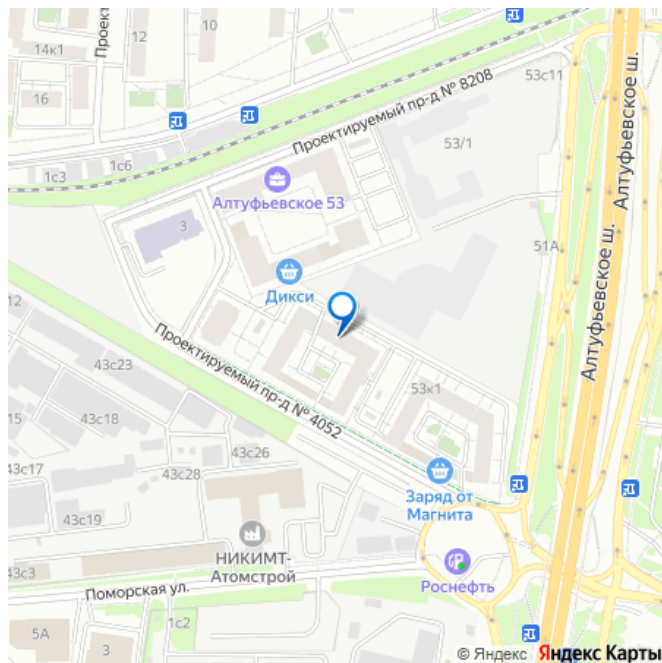 Проект
12
10
14к1
16
Проектируемый пр-д № 8208
53с11
Алтуфьевское ш.
1с6
1с3
53/1
Алтуфьевское 53
3
51А
Алтуфьевское ш.
Дикси
12
Проектируемый пр-д № 4052
43с23
53к1
15
43с18
43с26
43с17
43с28
Заряд от
Магнита
43с19
НИКИМТ-
Атомстрой
Роснефть
43с3
Поморская ул.
1с2
5А
3
© Яндекс Яндекс Карты